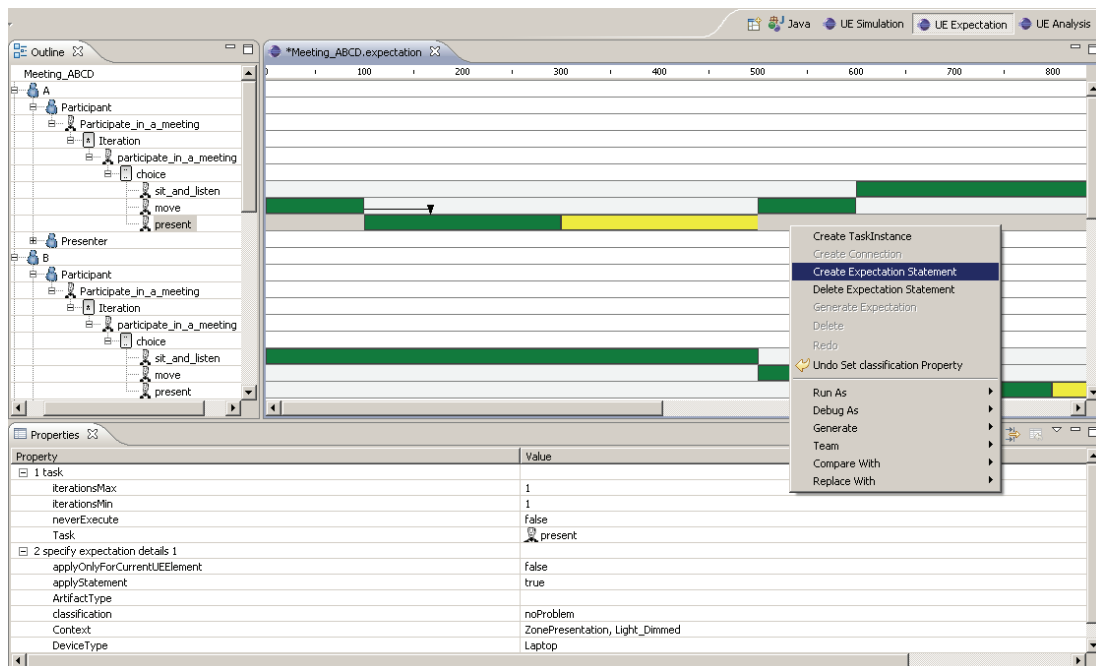 Java UE Simulation UE Expectation UE Analysis
Outline
*Meeting_ABCD.expectation
Meeting_ABCD
100 200 300 400 500 600 700 800
A
Participant
Participate_in_a_meeting
Iteration
participate_in_a_meeting
choice
sit_and_listen
move
present
Presenter
B
Participant
Participate_in_a_meeting
Iteration
participate_in_a_meeting
choice
sit_and_listen
move
present
Create TaskInstance
Create Connection
Create Expectation Statement
Delete Expectation Statement
Generate Expectation
Delete
Redo
Undo Set classification Property
Run As
Debug As
Generate
Team
Compare With
Replace With
Properties
Property Value
1 task
iterationsMax 1
iterationsMin 1
neverExecute false
Task present
2 specify expectation details 1
applyOnlyForCurrentUEElement false
applyStatement true
ArtifactType
classification noProblem
Context ZonePresentation, Light_Dimmed
DeviceType Laptop